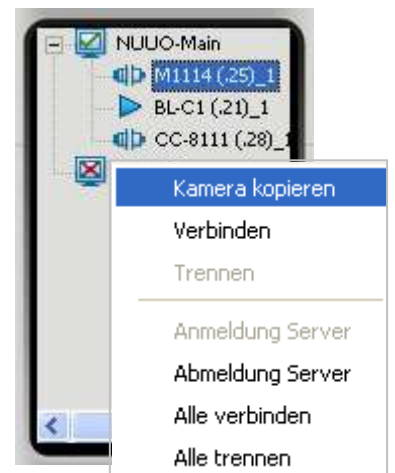 NUUO-Main
M1114 (.25)_1
BL-C1 (.21)_1
CC-8111 (.28)_1
Kamera kopieren
Verbinden
Trennen
Anmeldung Server
Abmeldung Server
Alle verbinden
Alle trennen